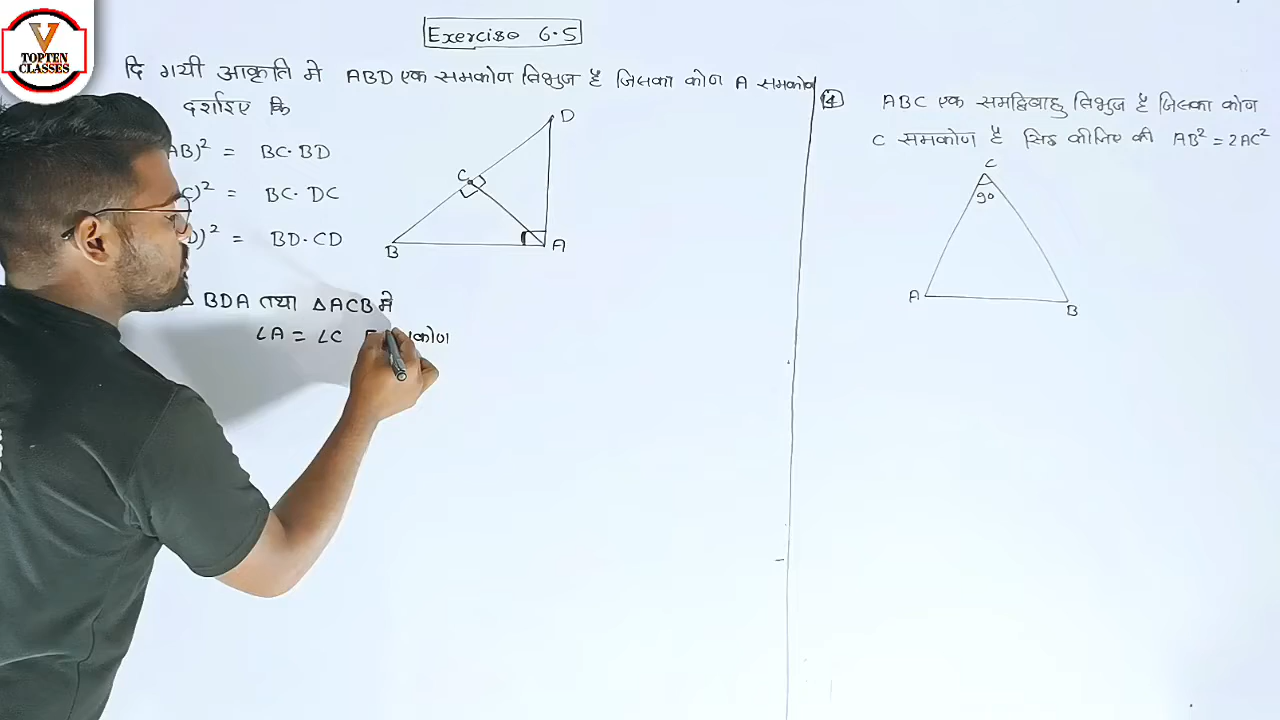 V
TOPTEN
CLASSES
Exercise 6.5
दि गयी आकृति मे ABD एक समकोण त्रिभुज है जिसका कोण A समकोण
दर्शाइए कि
AB)² = BC·BD
C)² = BC·DC
D)² = BD·CD
D
C
B
A
△ BDA तथा △ACB मे
∠A = ∠C
कोण
4
ABC एक समद्विबाहु त्रिभुज है जिसका कोण
C समकोण है सिद्ध कीजिए की AB² = 2AC²
C
90
A
B